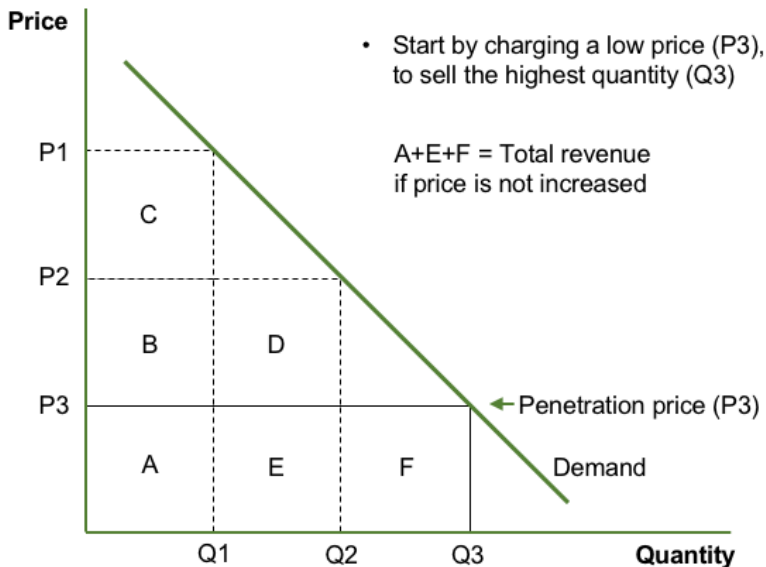 Price
• Start by charging a low price (P3),
to sell the highest quantity (Q3)
P1
A+E+F = Total revenue
if price is not increased
C
P2
B
D
P3
Penetration price (P3)
A
E
F
Demand
Q1
Q2
Q3
Quantity